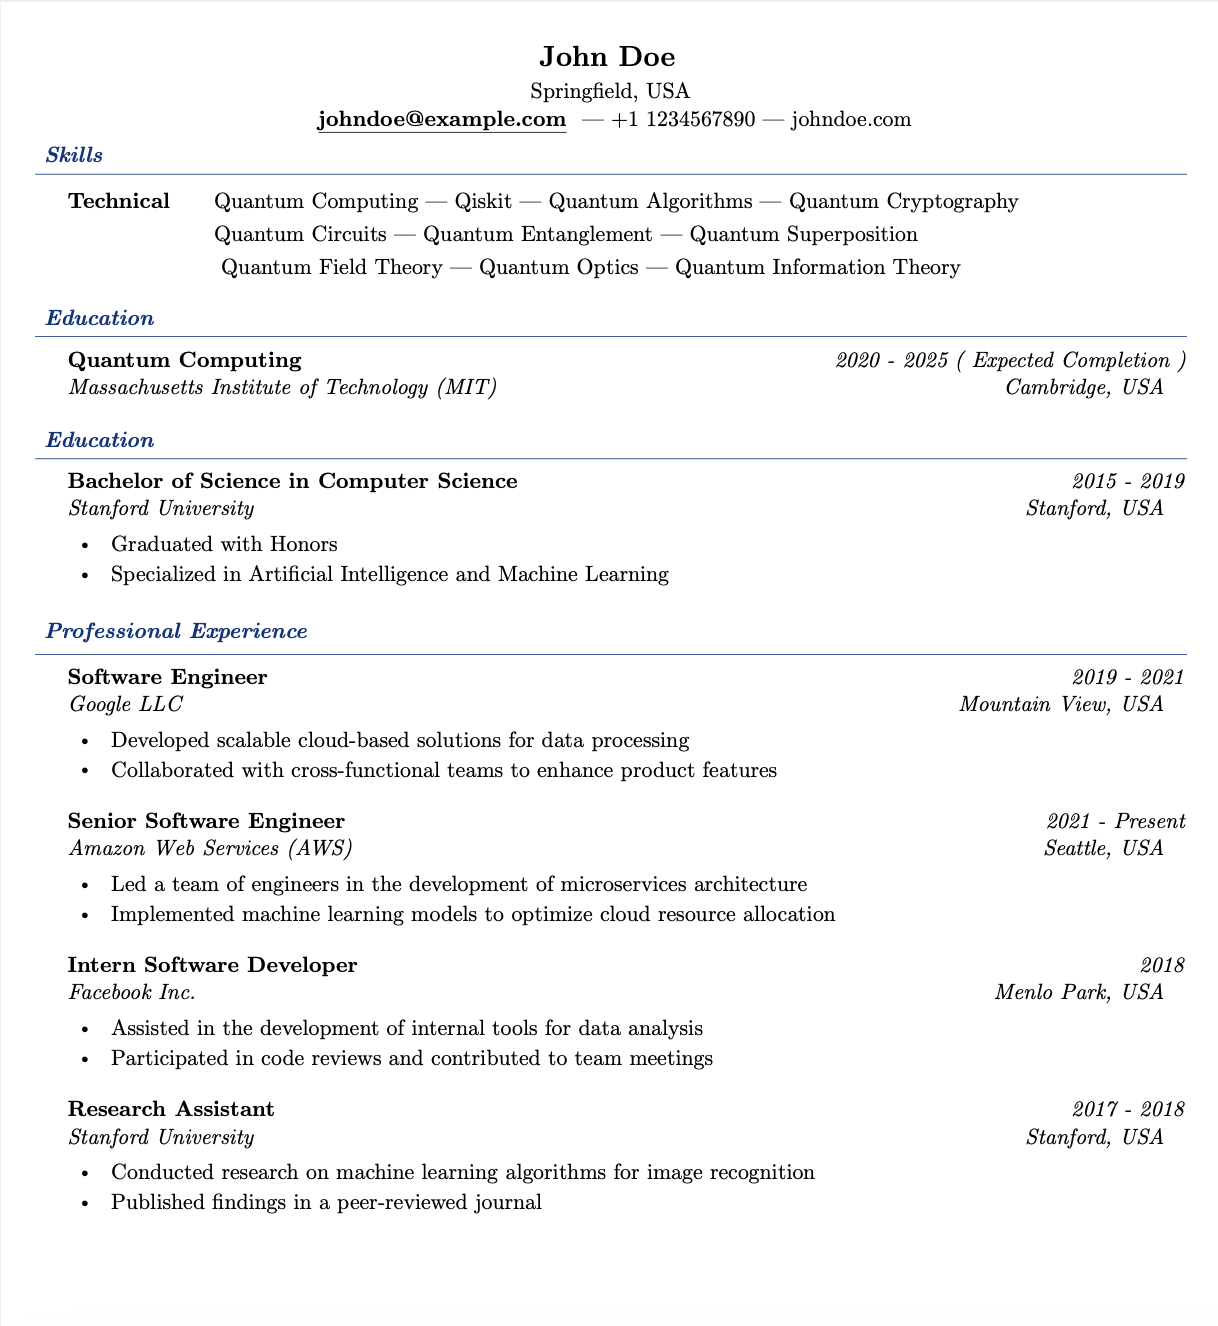 John Doe
Springfield, USA
johndoe@example.com — +1 1234567890 — johndoe.com
Skills
Technical Quantum Computing — Qiskit — Quantum Algorithms — Quantum Cryptography
Quantum Circuits — Quantum Entanglement — Quantum Superposition
Quantum Field Theory — Quantum Optics — Quantum Information Theory
Education
Quantum Computing 2020 - 2025 ( Expected Completion )
Massachusetts Institute of Technology (MIT) Cambridge, USA
Education
Bachelor of Science in Computer Science 2015 - 2019
Stanford University Stanford, USA
• Graduated with Honors
• Specialized in Artificial Intelligence and Machine Learning
Professional Experience
Software Engineer 2019 - 2021
Google LLC Mountain View, USA
• Developed scalable cloud-based solutions for data processing
• Collaborated with cross-functional teams to enhance product features
Senior Software Engineer 2021 - Present
Amazon Web Services (AWS) Seattle, USA
• Led a team of engineers in the development of microservices architecture
• Implemented machine learning models to optimize cloud resource allocation
Intern Software Developer 2018
Facebook Inc. Menlo Park, USA
• Assisted in the development of internal tools for data analysis
• Participated in code reviews and contributed to team meetings
Research Assistant 2017 - 2018
Stanford University Stanford, USA
• Conducted research on machine learning algorithms for image recognition
• Published findings in a peer-reviewed journal